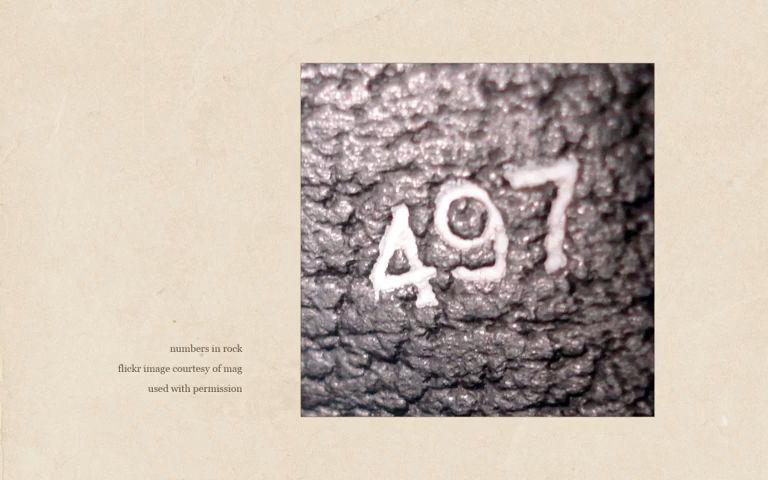 497
numbers in rock
flickr image courtesy of mag
used with permission